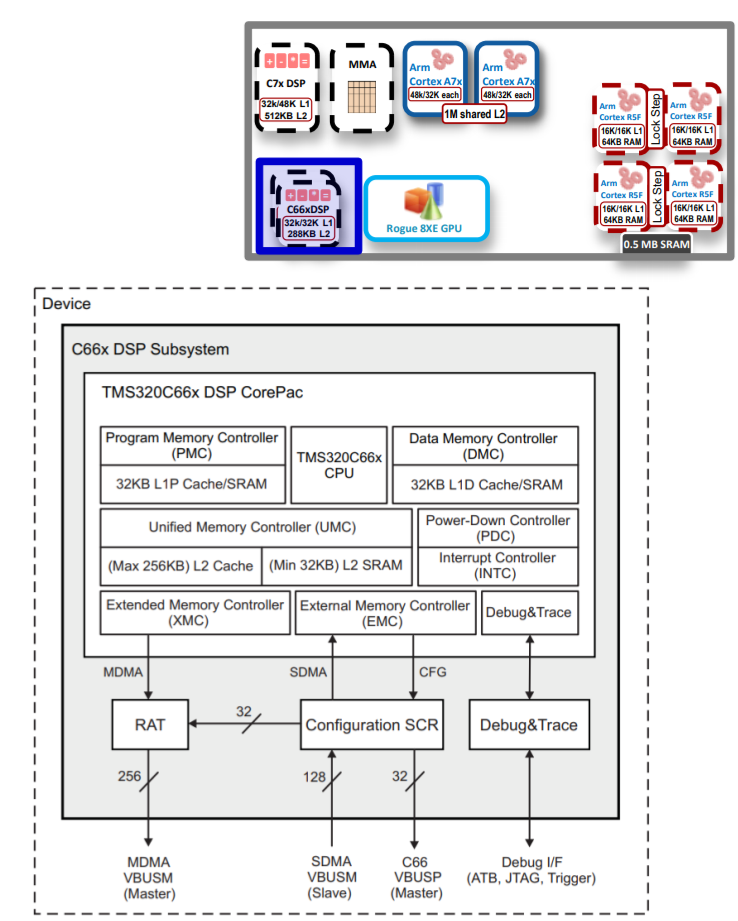 + - * =
C7x DSP
32k/48K L1
512KB L2
MMA
Arm
Cortex A7x
48k/32K each
Arm
Cortex A7x
48k/32K each
1M shared L2
Arm
Cortex R5F
16K/16K L1
64KB RAM
Lock Step
Arm
Cortex R5F
16K/16K L1
64KB RAM
+ - * =
C66xDSP
32k/32K L1
288KB L2
Rogue 8XE GPU
Arm
Cortex R5F
16K/16K L1
64KB RAM
Lock Step
Arm
Cortex R5F
16K/16K L1
64KB RAM
0.5 MB SRAM
Device
C66x DSP Subsystem
TMS320C66x DSP CorePac
Program Memory Controller
(PMC)
32KB L1P Cache/SRAM
TMS320C66x
CPU
Data Memory Controller
(DMC)
32KB L1D Cache/SRAM
Unified Memory Controller (UMC)
(Max 256KB) L2 Cache
(Min 32KB) L2 SRAM
Power-Down Controller
(PDC)
Interrupt Controller
(INTC)
Extended Memory Controller
(XMC)
External Memory Controller
(EMC)
Debug&Trace
MDMA
SDMA
CFG
RAT
32
Configuration SCR
Debug&Trace
256
128
32
MDMA
VBUSM
(Master)
SDMA
VBUSM
(Slave)
C66
VBUSP
(Master)
Debug I/F
(ATB, JTAG, Trigger)